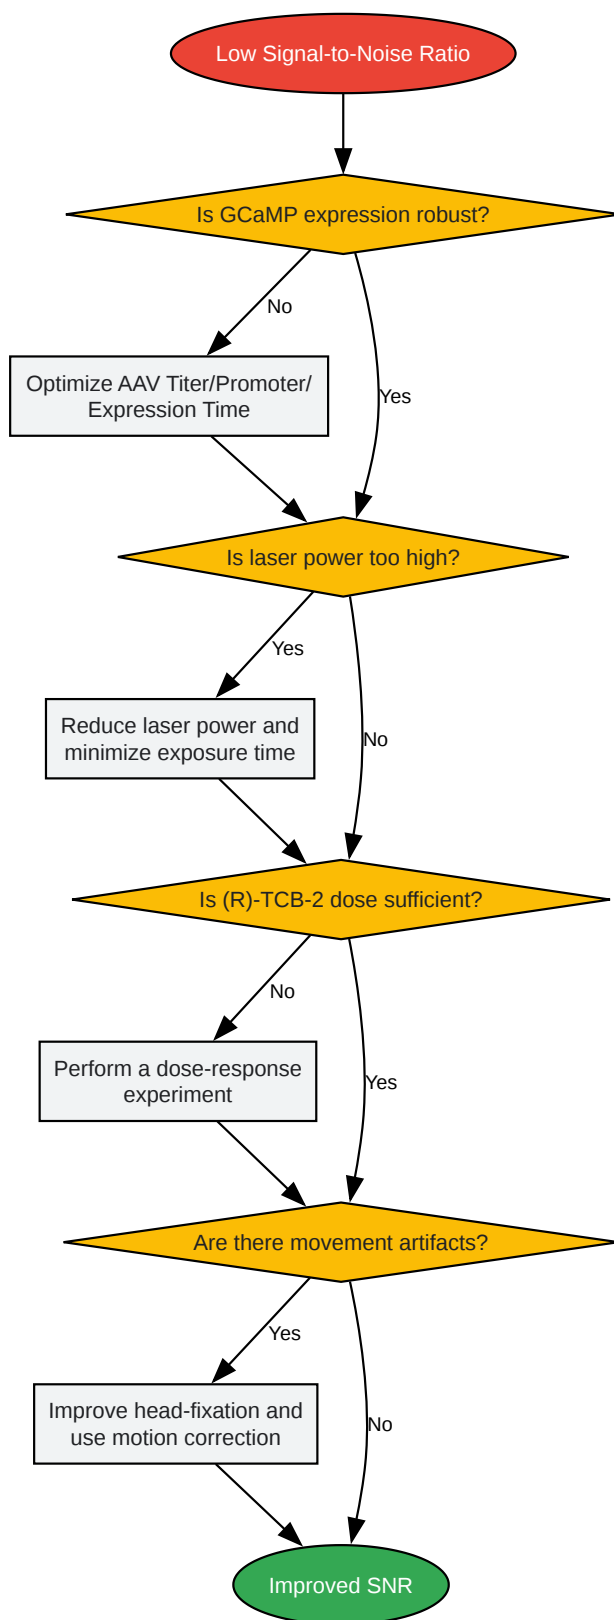 Low Signal-to-Noise Ratio
Is GCaMP expression robust?
No
Optimize AAV Titer/Promoter/
Expression Time
Yes
Is laser power too high?
Yes
Reduce laser power and
minimize exposure time
No
Is (R)-TCB-2 dose sufficient?
No
Perform a dose-response
experiment
Yes
Are there movement artifacts?
Yes
Improve head-fixation and
use motion correction
No
Improved SNR